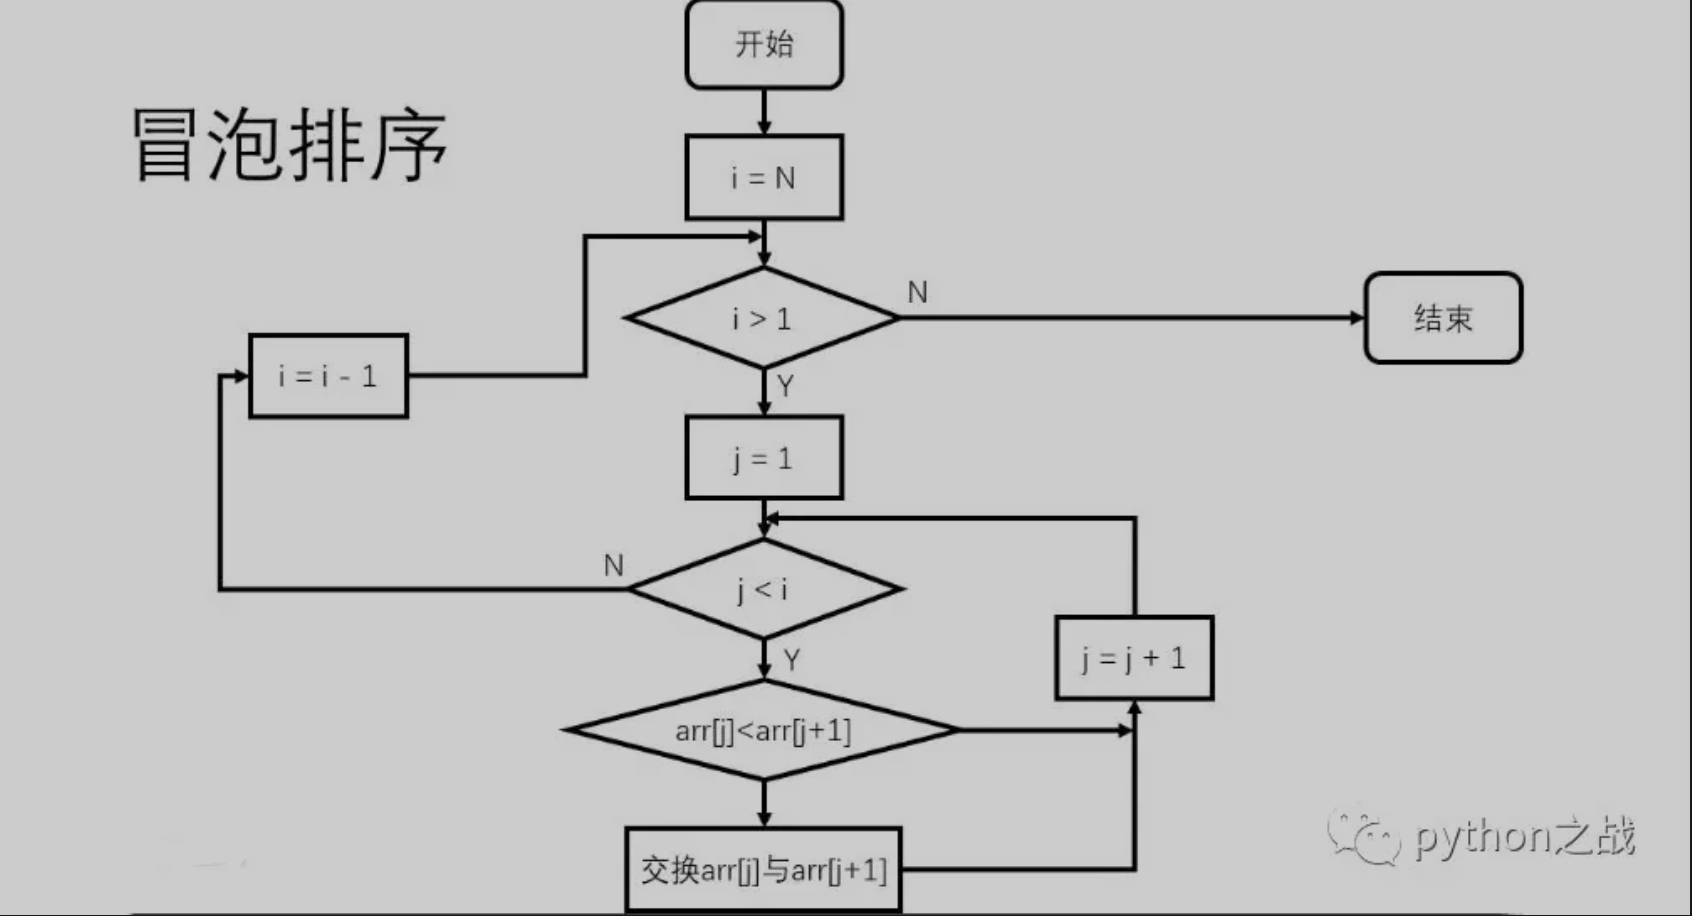 开始
冒泡排序
i = N
i > 1
N
结束
i = i - 1
Y
j = 1
N
j < i
Y
j = j + 1
arr[j]<arr[j+1]
交换arr[j]与arr[j+1]
python之战